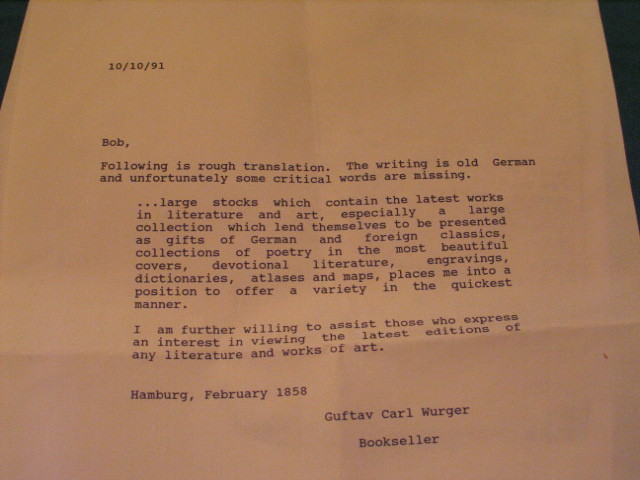 10/10/91
Bob,
Following is rough translation. The writing is old German
and unfortunately some critical words are missing.
...large stocks which contain the latest works
in literature and art, especially a large
collection which lend themselves to be presented
as gifts of German and foreign classics,
collections of poetry in the most beautiful
covers, devotional literature, engravings,
dictionaries, atlases and maps, places me into a
position to offer a variety in the quickest
manner.
I am further willing to assist those who express
an interest in viewing the latest editions of
any literature and works of art.
Hamburg, February 1858
Guftav Carl Wurger
Bookseller